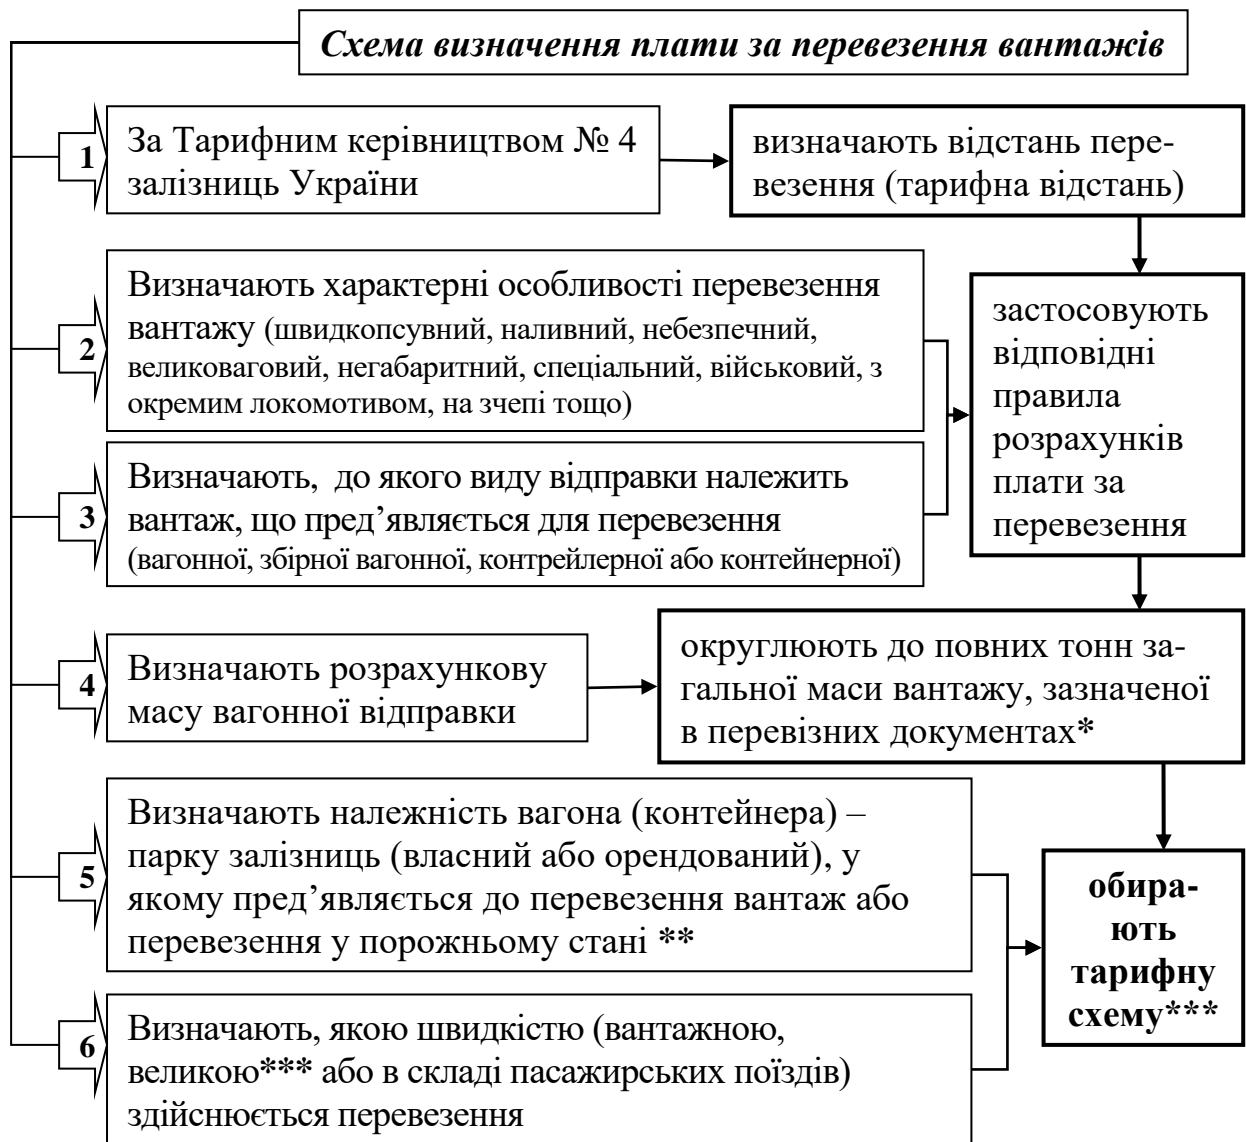 Схема визначення плати за перевезення вантажів
1
За Тарифним керівництвом № 4
залізниць України
визначають відстань пере-
везення (тарифна відстань)
2
Визначають характерні особливості перевезення
вантажу (швидкопсувний, наливний, небезпечний,
великоваговий, негабаритний, спеціальний, військовий, з
окремим локомотивом, на зчепі тощо)
3
Визначають, до якого виду відправки належить
вантаж, що пред’являється для перевезення
(вагонної, збірної вагонної, контрейлерної або контейнерної)
застосовують
відповідні
правила
розрахунків
плати за
перевезення
4
Визначають розрахункову
масу вагонної відправки
округлюють до повних тонн за-
гальної маси вантажу, зазначеної
в перевізних документах*
5
Визначають належність вагона (контейнера) –
парку залізниць (власний або орендований), у
якому пред’являється до перевезення вантаж або
перевезення у порожньому стані **
6
Визначають, якою швидкістю (вантажною,
великою*** або в складі пасажирських поїздів)
здійснюється перевезення
обира-
ють
тарифну
схему***